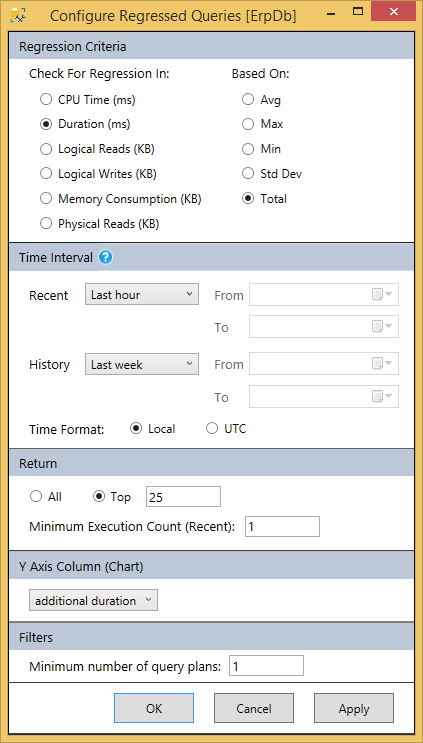 Configure Regressed Queries [ErpDb]
Regression Criteria
Check For Regression In:
CPU Time (ms)
Duration (ms)
Logical Reads (KB)
Logical Writes (KB)
Memory Consumption (KB)
Physical Reads (KB)
Based On:
Avg
Max
Min
Std Dev
Total
Time Interval ?
Recent Last hour From
To
History Last week From
To
Time Format: Local UTC
Return
All Top 25
Minimum Execution Count (Recent): 1
Y Axis Column (Chart)
additional duration
Filters
Minimum number of query plans: 1
OK Cancel Apply